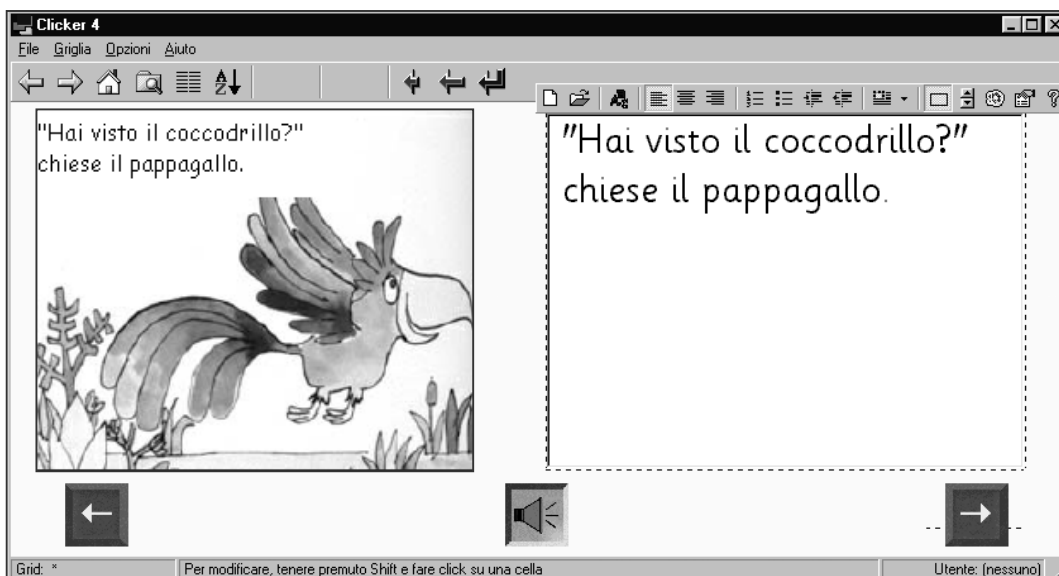 Clicker 4
File Griglia Opzioni Aiuto
"Hai visto il coccodrillo?"
chiese il pappagallo.
"Hai visto il coccodrillo?"
chiese il pappagallo.
Grid: * Per modificare, tenere premuto Shift e fare click su una cella Utente: (nessuno)